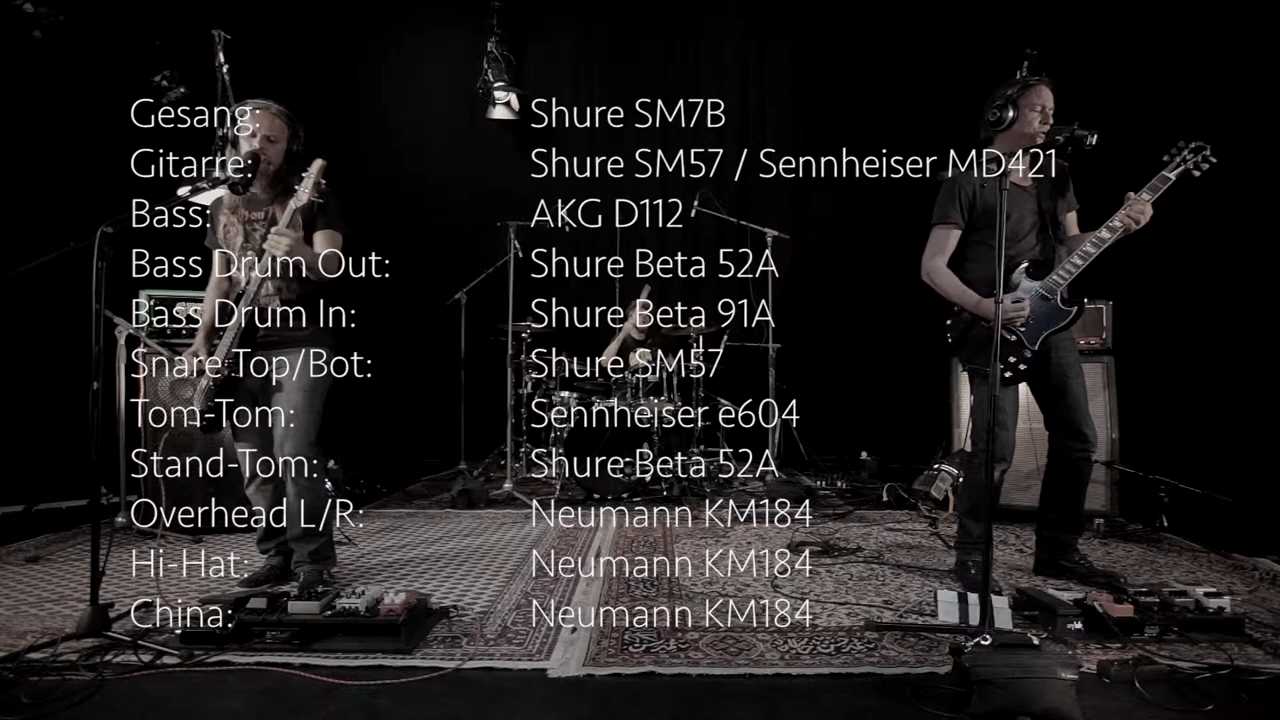 Gesang: Shure SM7B
Gitarre: Shure SM57 / Sennheiser MD421
Bass: AKG D112
Bass Drum Out: Shure Beta 52A
Bass Drum In: Shure Beta 91A
Snare Top/Bot: Shure SM57
Tom-Tom: Sennheiser e604
Stand-Tom: Shure Beta 52A
Overhead L/R: Neumann KM184
Hi-Hat: Neumann KM184
China: Neumann KM184